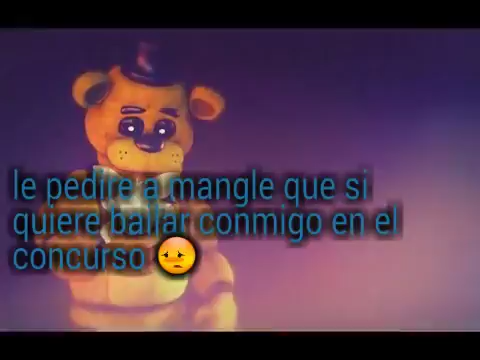 le pedire a mangle que si
quiere bailar conmigo en el
concurso 😳